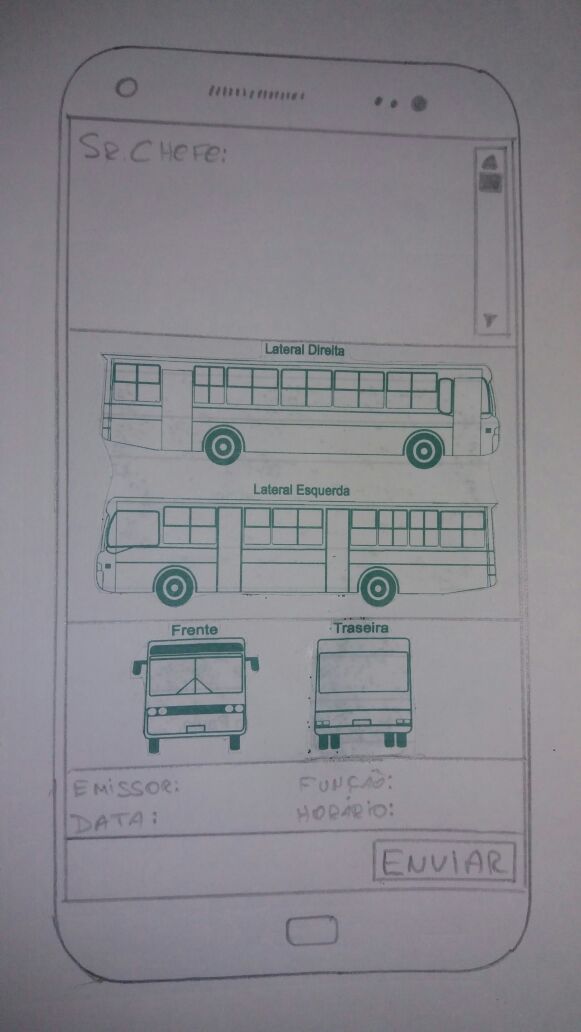 SR. CHEFE:
Lateral Direita
Lateral Esquerda
Frente
Traseira
EMISSOR: FUNÇÃO:
DATA: HORÁRIO:
ENVIAR